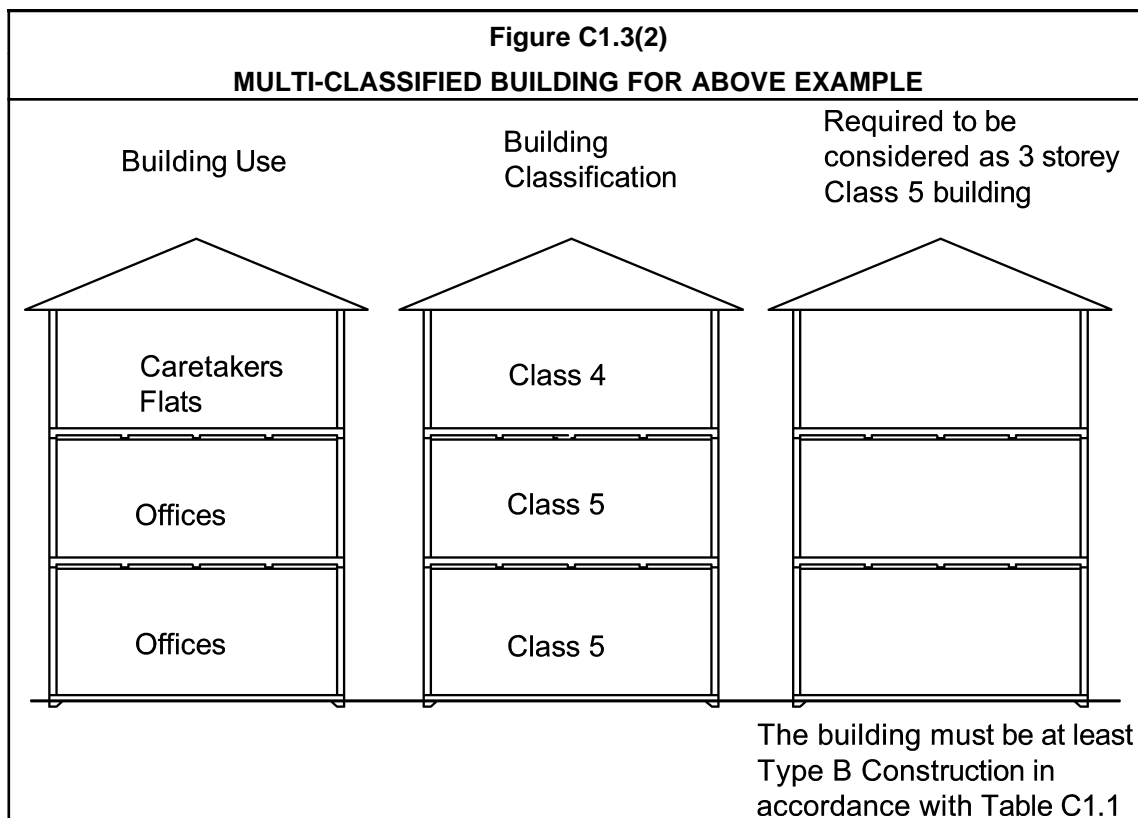 Figure C1.3(2)
MULTI-CLASSIFIED BUILDING FOR ABOVE EXAMPLE
Building Use
Building
Classification
Required to be
considered as 3 storey
Class 5 building
Caretakers
Flats
Class 4
Offices
Class 5
Offices
Class 5
The building must be at least
Type B Construction in
accordance with Table C1.1